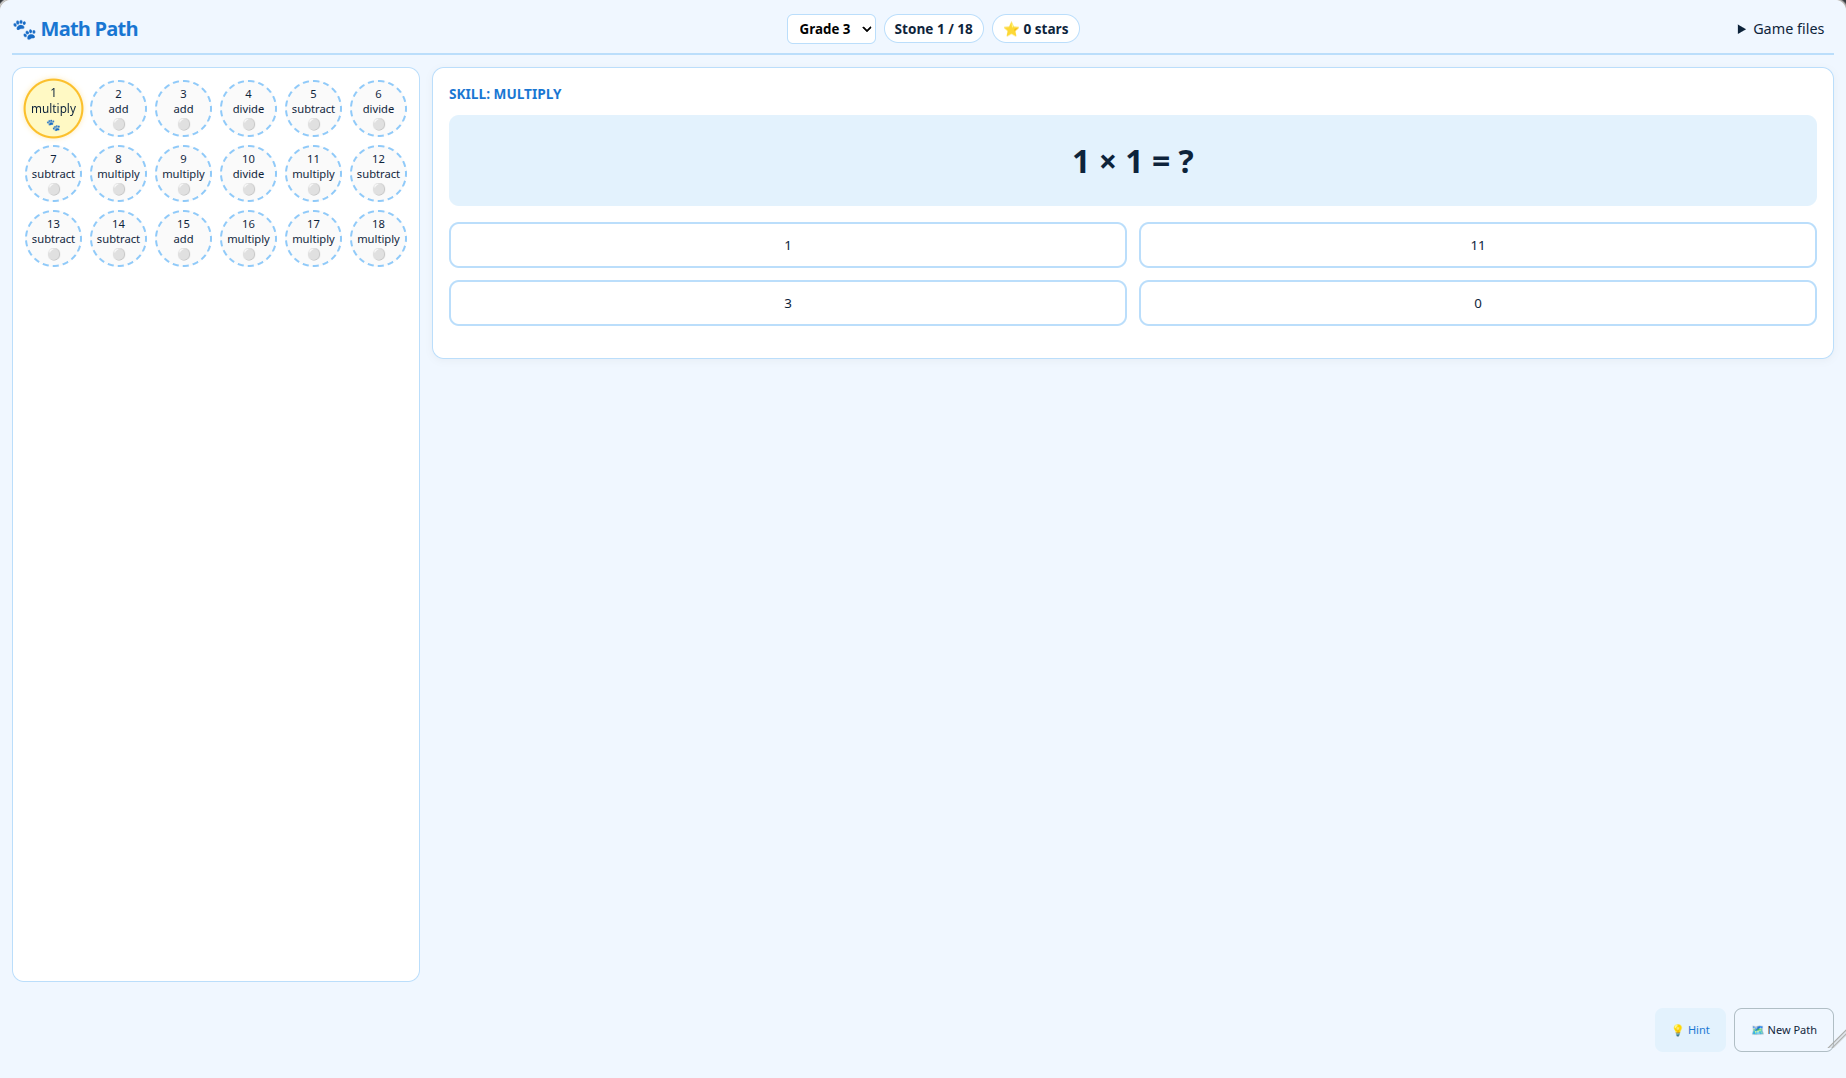 🐾 Math Path
Grade 3
Stone 1 / 18
⭐ 0 stars
▶ Game files
1
multiply
2
add
3
add
4
divide
5
subtract
6
divide
7
subtract
8
multiply
9
multiply
10
divide
11
multiply
12
subtract
13
subtract
14
subtract
15
add
16
multiply
17
multiply
18
multiply
SKILL: MULTIPLY
1 × 1 = ?
1
11
3
0
💡 Hint
🗺️ New Path